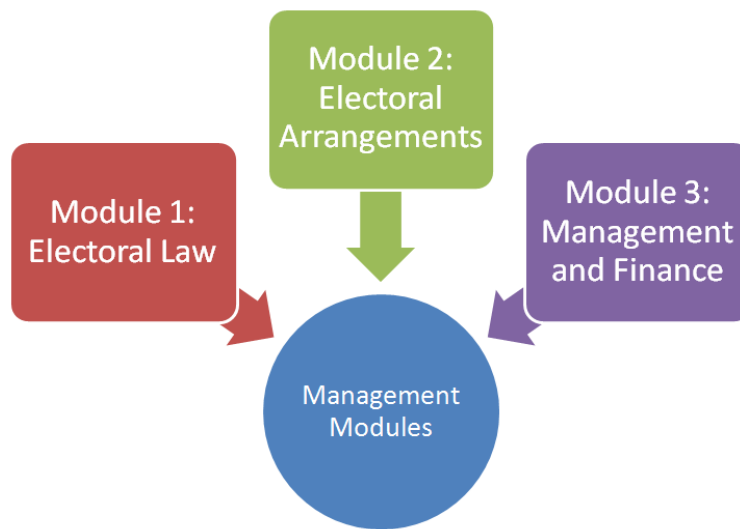 Module 1:
Electoral Law
Module 2:
Electoral
Arrangements
Module 3:
Management
and Finance
Management
Modules